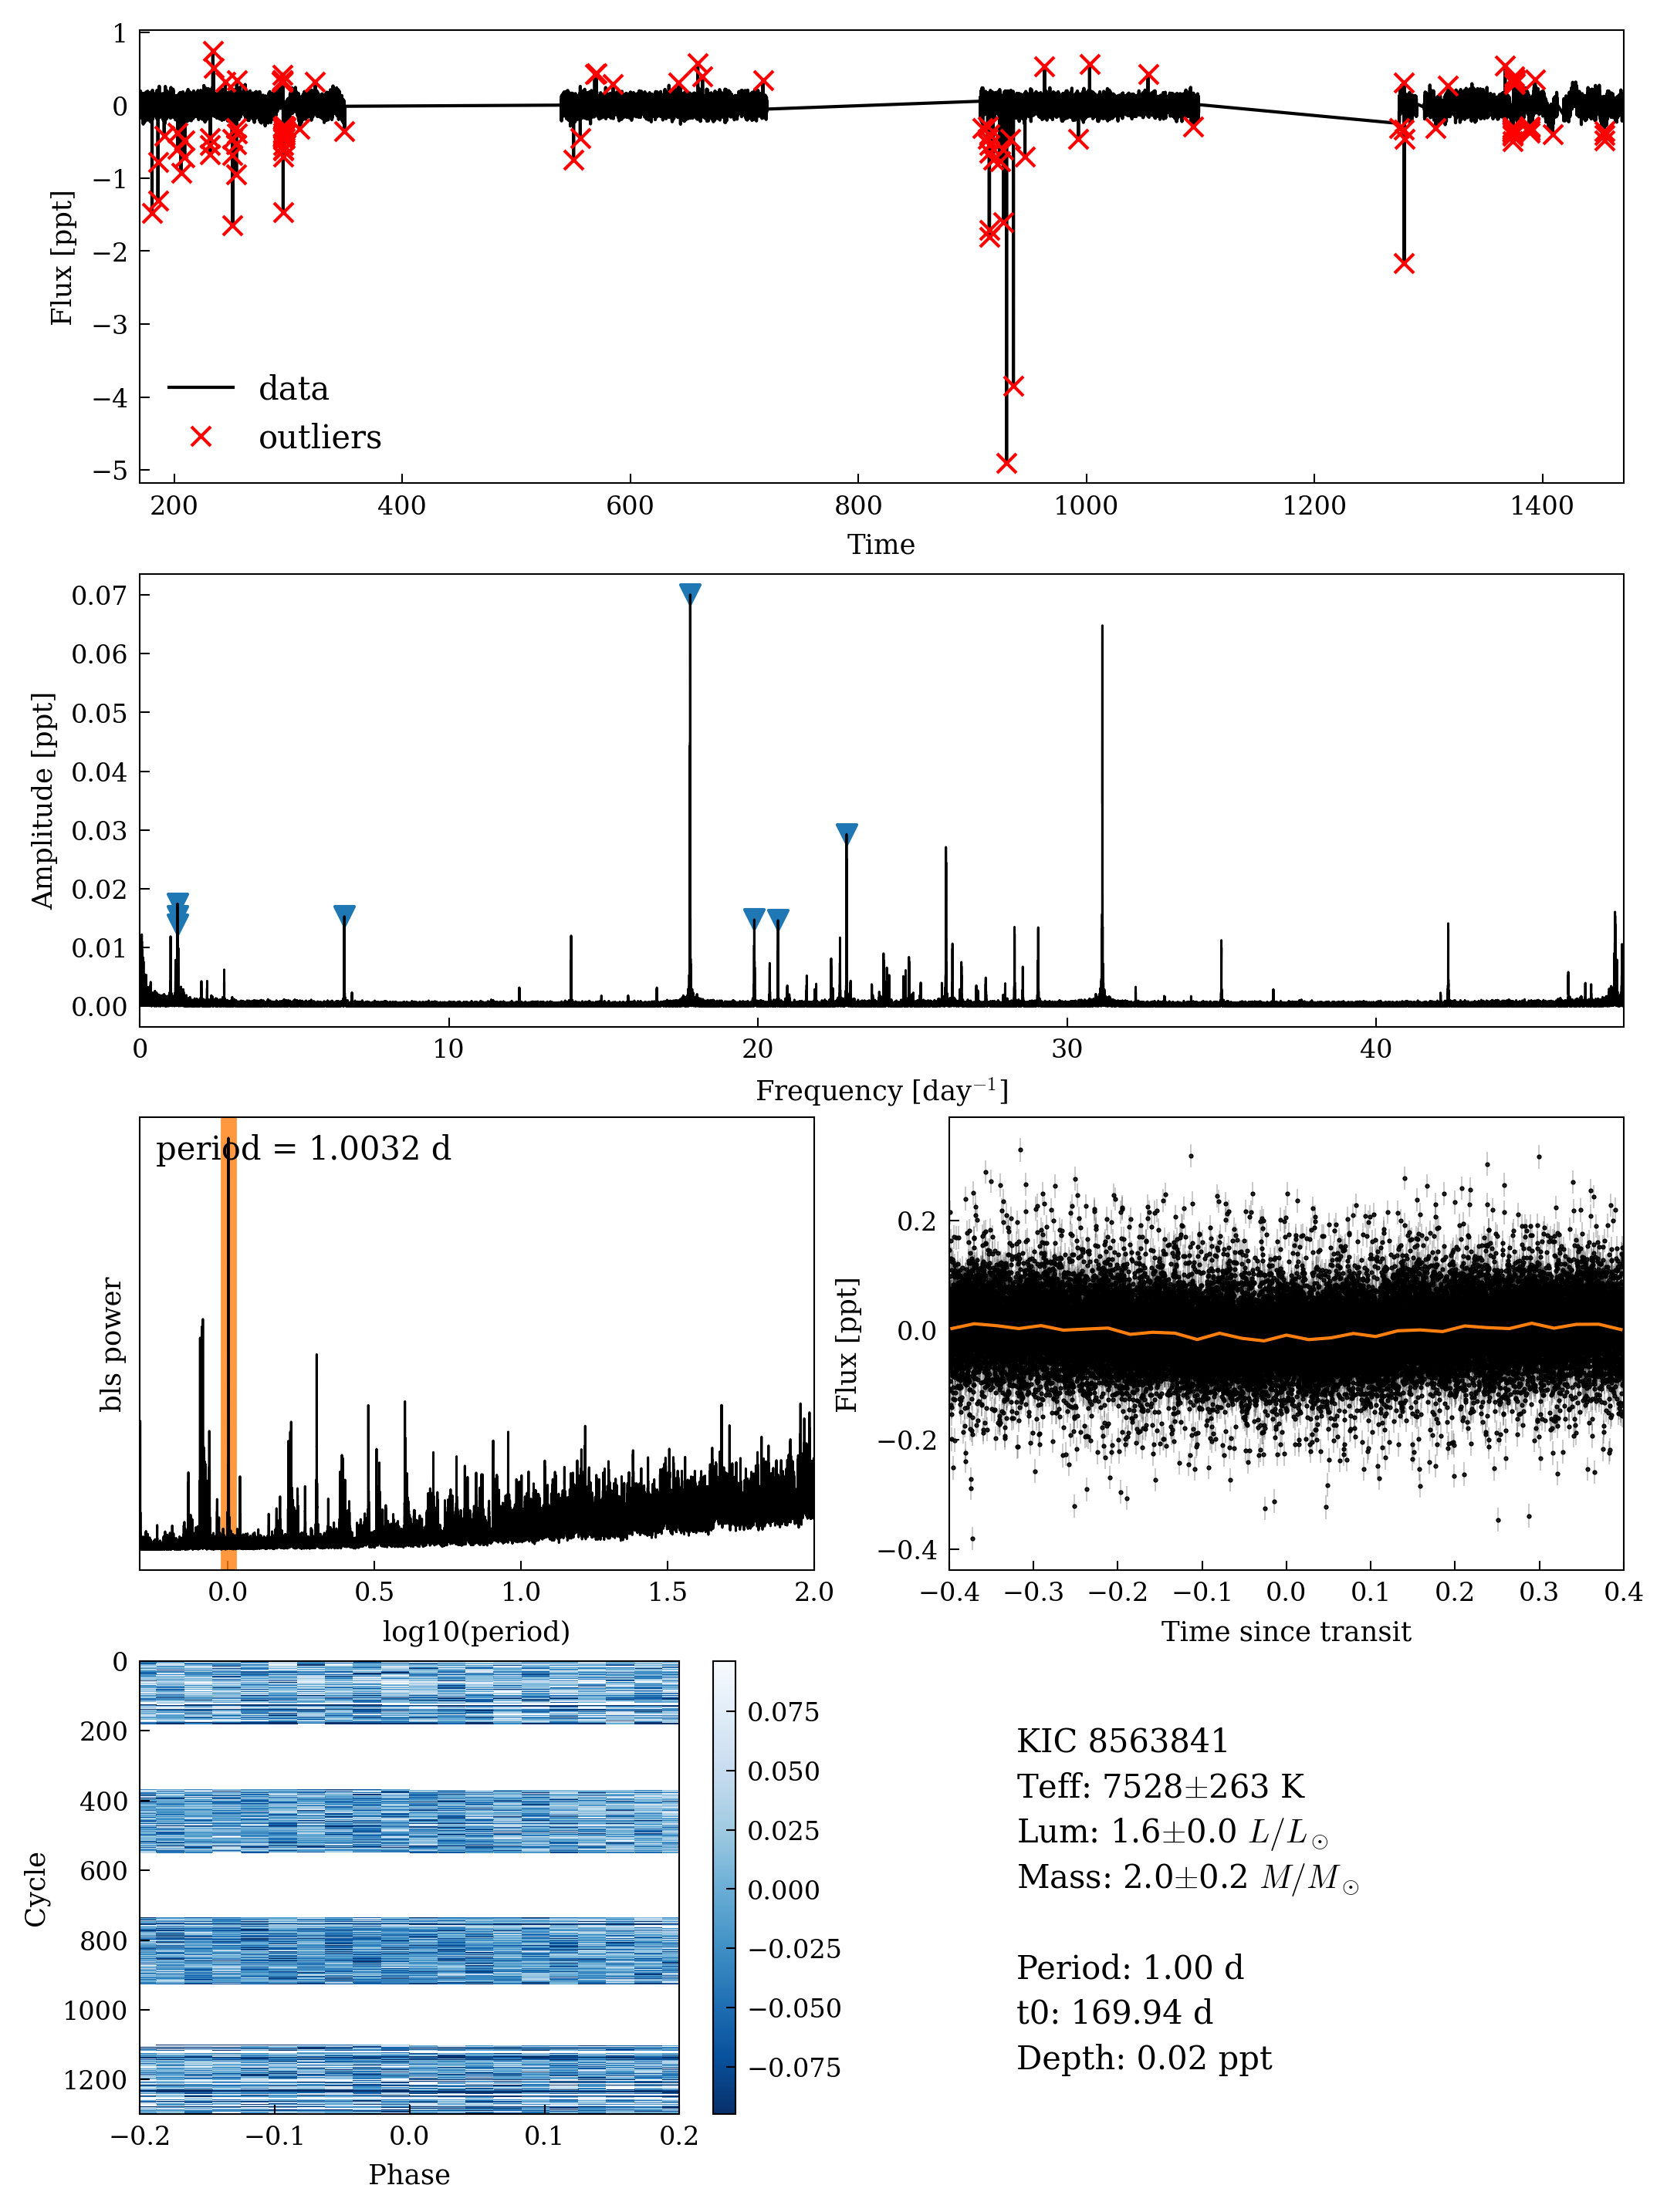 1
0
−1
−2
−3
−4
−5
Flux [ppt]
data
outliers
200 400 600 800 1000 1200 1400
Time
0.07
0.06
0.05
0.04
0.03
0.02
0.01
0.00
Amplitude [ppt]
0 10 20 30 40
Frequency [day⁻¹]
period = 1.0032 d
bls power
0.0 0.5 1.0 1.5 2.0
log10(period)
0.2
0.0
−0.2
−0.4
Flux [ppt]
−0.4 −0.3 −0.2 −0.1 0.0 0.1 0.2 0.3 0.4
Time since transit
0
200
400
600
800
1000
1200
Cycle
−0.2 −0.1 0.0 0.1 0.2
Phase
0.075
0.050
0.025
0.000
−0.025
−0.050
−0.075
KIC 8563841
Teff: 7528±263 K
Lum: 1.6±0.0 L/L☉
Mass: 2.0±0.2 M/M☉
Period: 1.00 d
t0: 169.94 d
Depth: 0.02 ppt